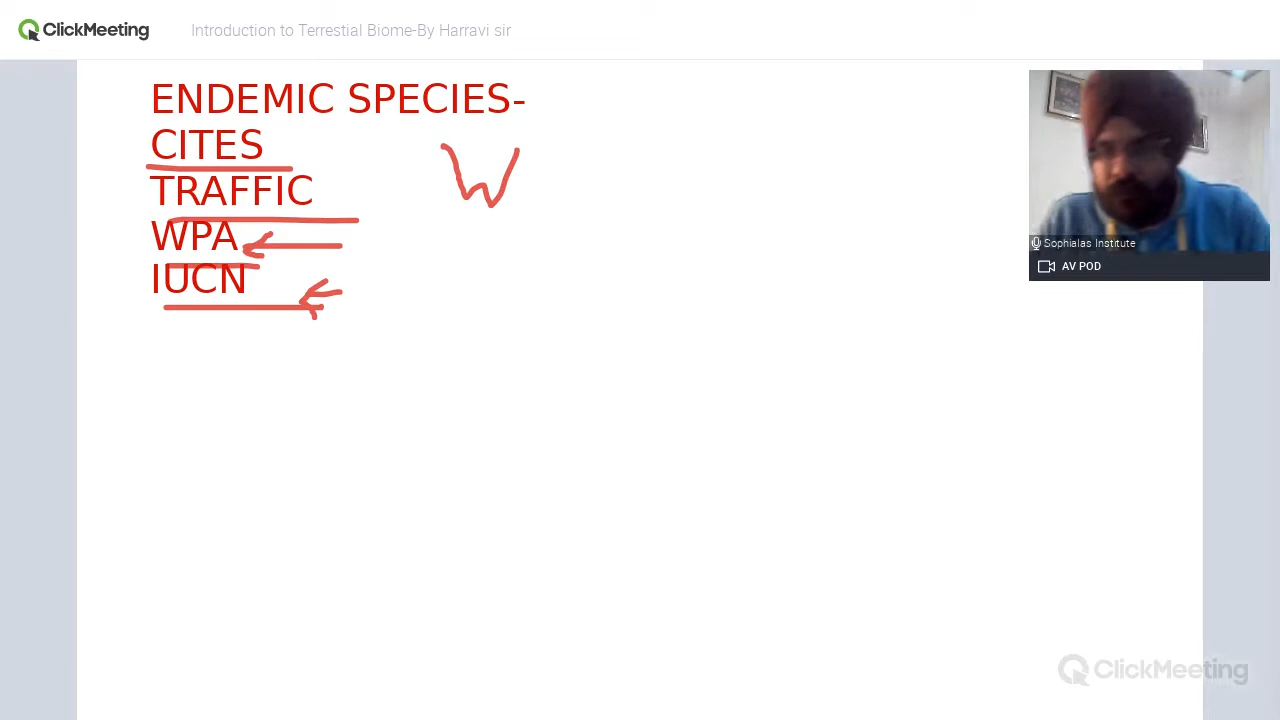 ClickMeeting
Introduction to Terrestial Biome-By Harravi sir
ENDEMIC SPECIES-
CITES
TRAFFIC
WPA
IUCN
W
Sophialas Institute
AV POD
ClickMeeting